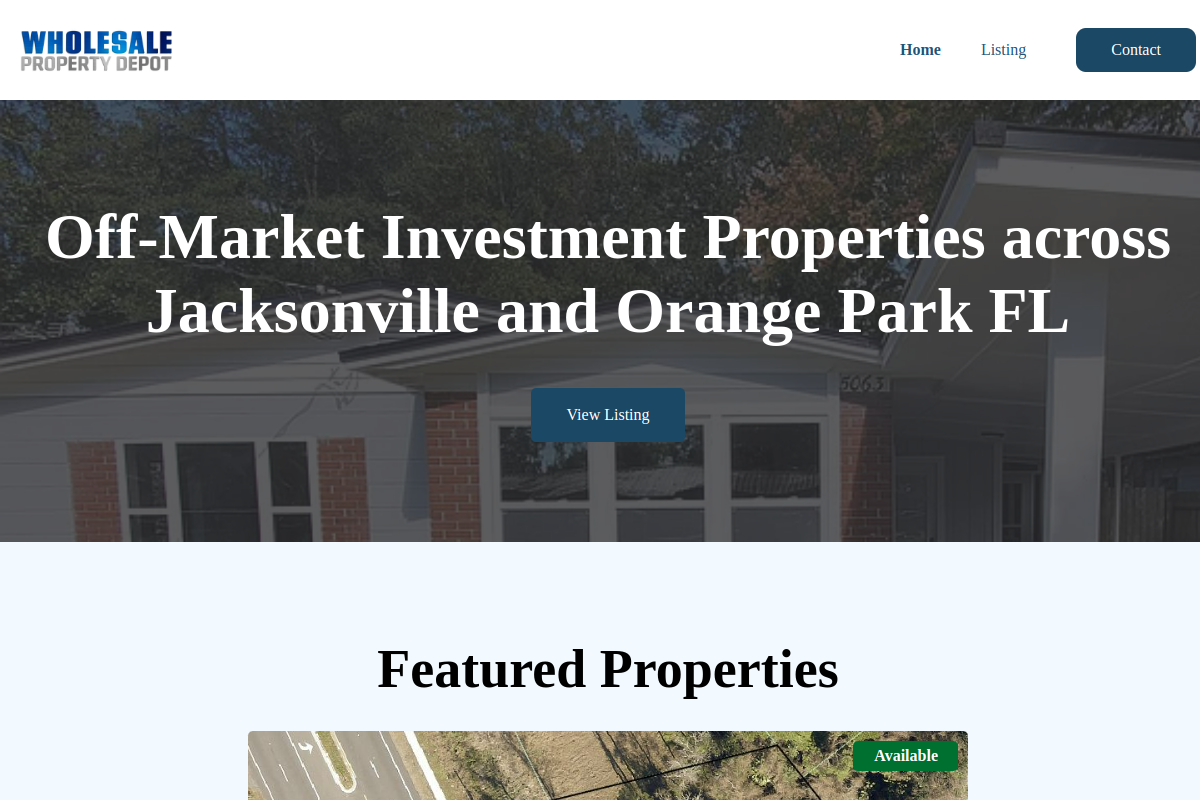 WHOLESALE
PROPERTY DEPOT
Home
Listing
Contact
Off-Market Investment Properties across
Jacksonville and Orange Park FL
5063
View Listing
Featured Properties
Available